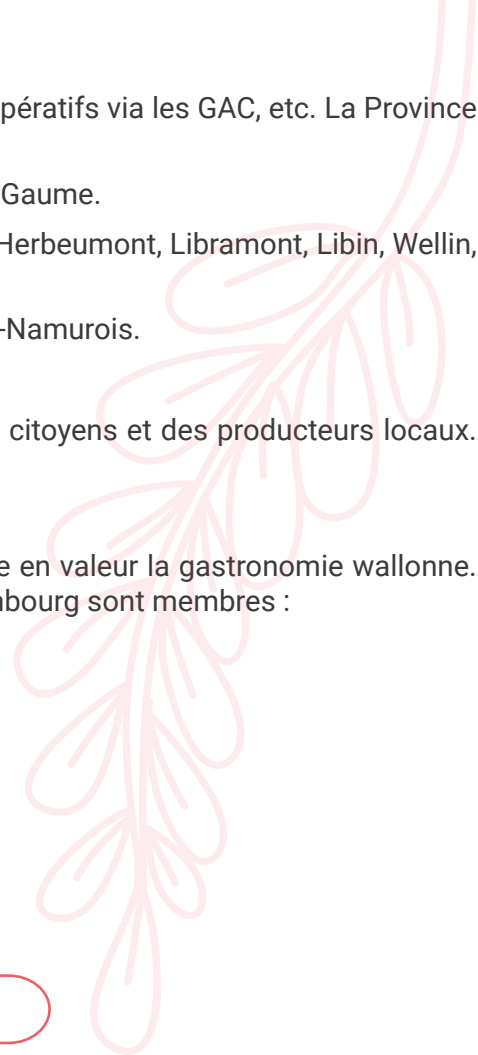 pératifs via les GAC, etc. La Province
Gaume.
Herbeumont, Libramont, Libin, Wellin,
-Namurois.
citoyens et des producteurs locaux.
e en valeur la gastronomie wallonne.
nbourg sont membres :